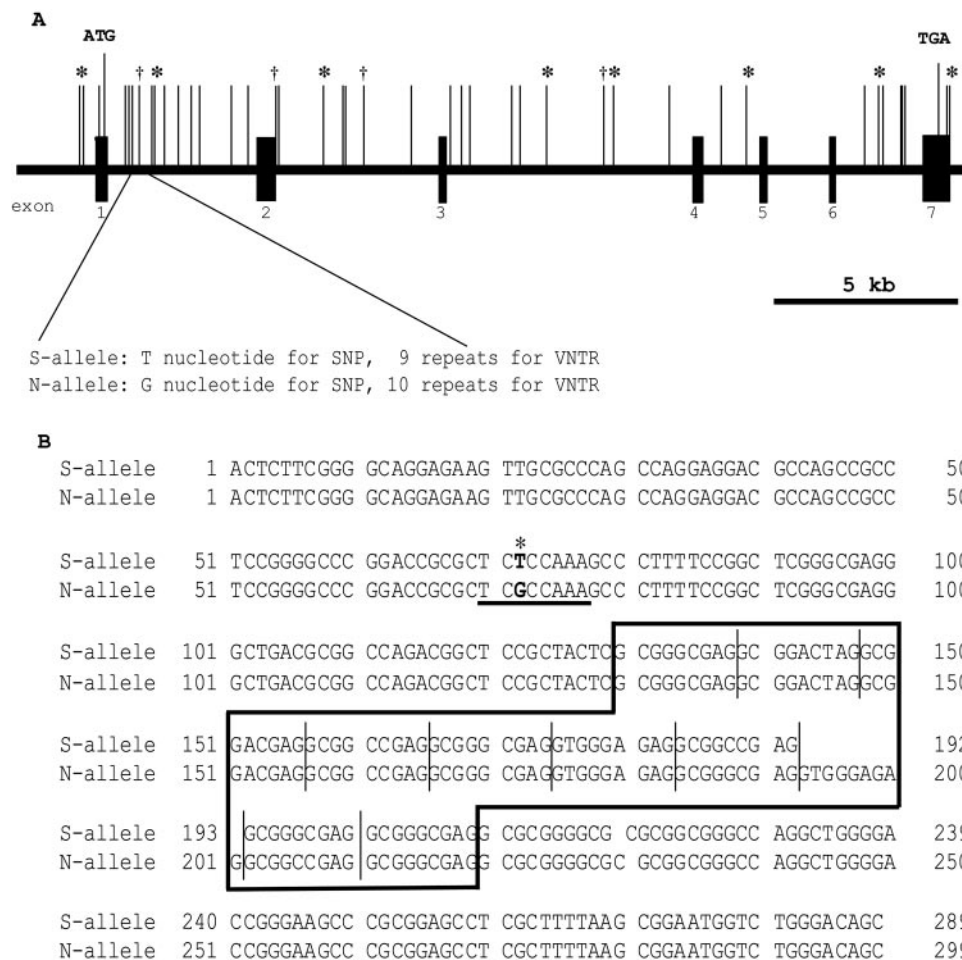 A
ATG
TGA
* † * † * † * † * * * *
exon 1 2 3 4 5 6 7
5 kb
S-allele: T nucleotide for SNP, 9 repeats for VNTR
N-allele: G nucleotide for SNP, 10 repeats for VNTR
B
S-allele 1 ACTCTTCGGG GCAGGAGAAG TTGCGCCCAG CCAGGAGGAC GCCAGCCGCC 50
N-allele 1 ACTCTTCGGG GCAGGAGAAG TTGCGCCCAG CCAGGAGGAC GCCAGCCGCC 50
*
S-allele 51 TCCGGGGCCC GGACCGCGCT CTCCAAAGCC CTTTTCCGGC TCGGGCGAGG 100
N-allele 51 TCCGGGGCCC GGACCGCGCT CGCCAAAGCC CTTTTCCGGC TCGGGCGAGG 100
S-allele 101 GCTGACGCGG CCAGACGGCT CCGCTACTCG GCGGGCGAGGC GGACTAGGCG 150
N-allele 101 GCTGACGCGG CCAGACGGCT CCGCTACTCG GCGGGCGAGGC GGACTAGGCG 150
S-allele 151 GACGAGGCGG CCGAGGCGGG CGAGGTGGGA GAGGCGGCCG AG 192
N-allele 151 GACGAGGCGG CCGAGGCGGG CGAGGTGGGA GAGGCGGGCG AGGTGGGAGA 200
S-allele 193 GCGGGCGAG GCGGGCGAGG CGCGGGGCG CGCGGCGGGCC AGGCTGGGGA 239
N-allele 201 GGCGGCCGAG GCGGGCGAGG CGCGGGGCGC GCGGCGGGCC AGGCTGGGGA 250
S-allele 240 CCGGGAAGCC CGCGGAGCCT CGCTTTTAAG CGGAATGGTC TGGGACAGC 289
N-allele 251 CCGGGAAGCC CGCGGAGCCT CGCTTTTAAG CGGAATGGTC TGGGACAGC 299